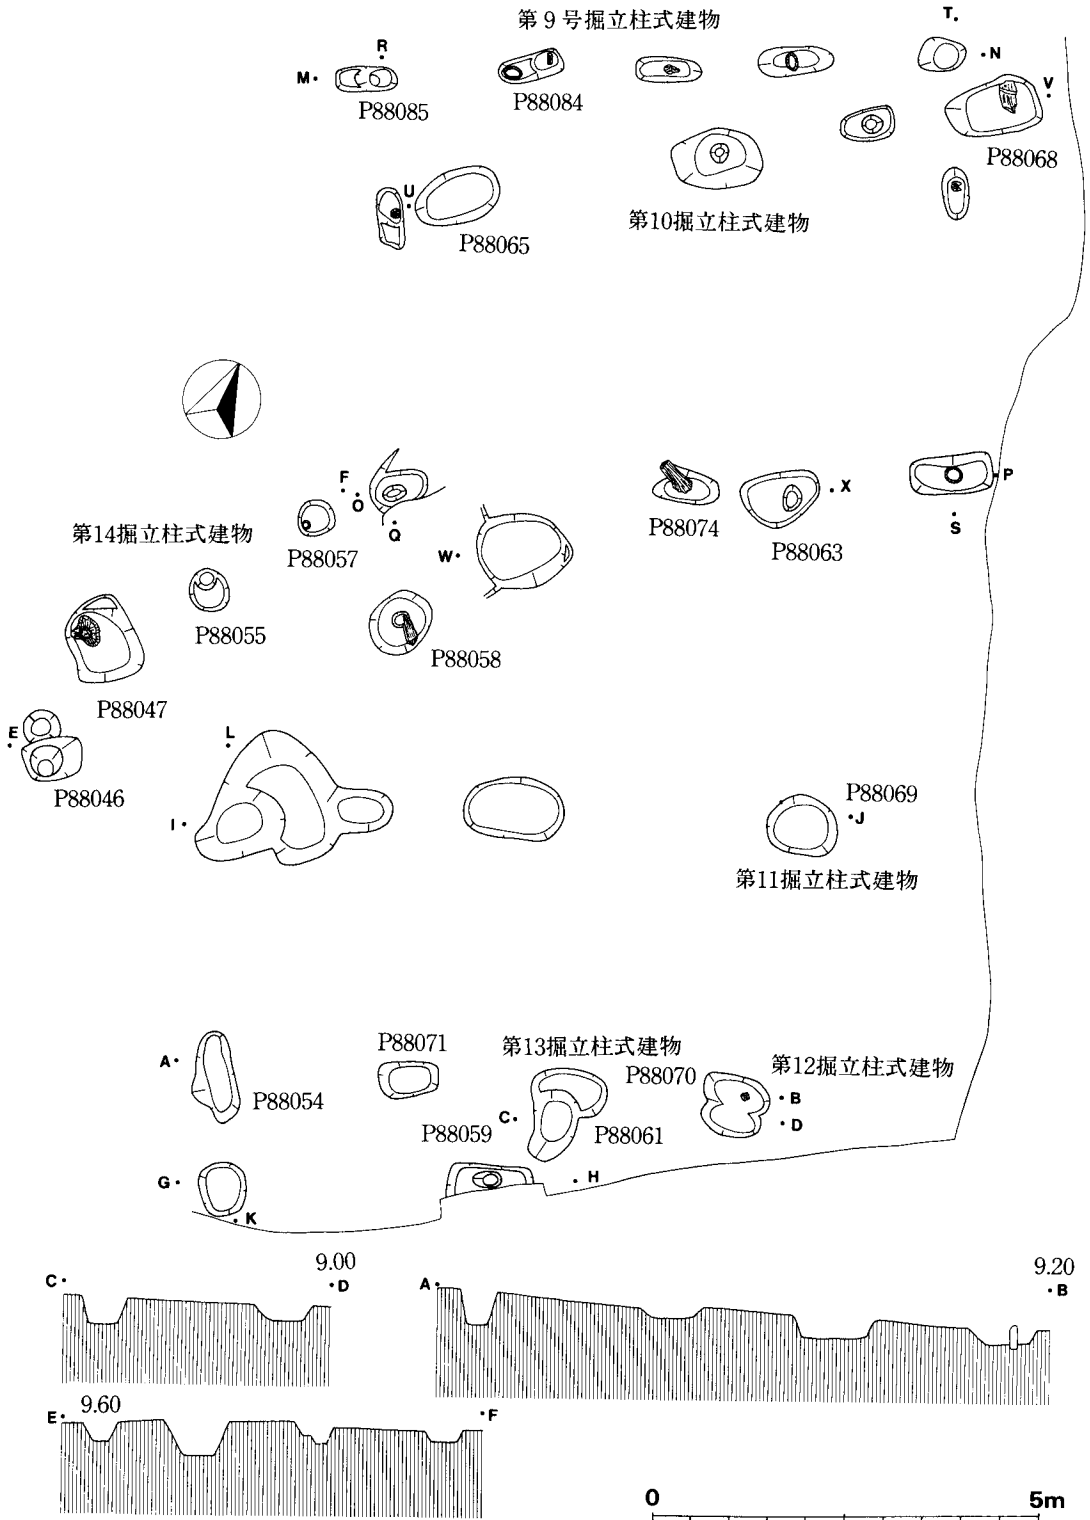 第9号掘立柱式建物
T
R
N
M
V
P88085
P88084
P88068
U
第10掘立柱式建物
P88065
F
O
X
P
P88074
S
第14掘立柱式建物
Q
P88063
P88057
W
P88055
P88058
P88047
E
L
P88046
P88069
I
J
第11掘立柱式建物
P88071
第13掘立柱式建物
A
P88070
第12掘立柱式建物
P88054
B
C
D
P88059
P88061
G
H
K
9.00
9.20
C
D
A
B
9.60
E
F
0
5m